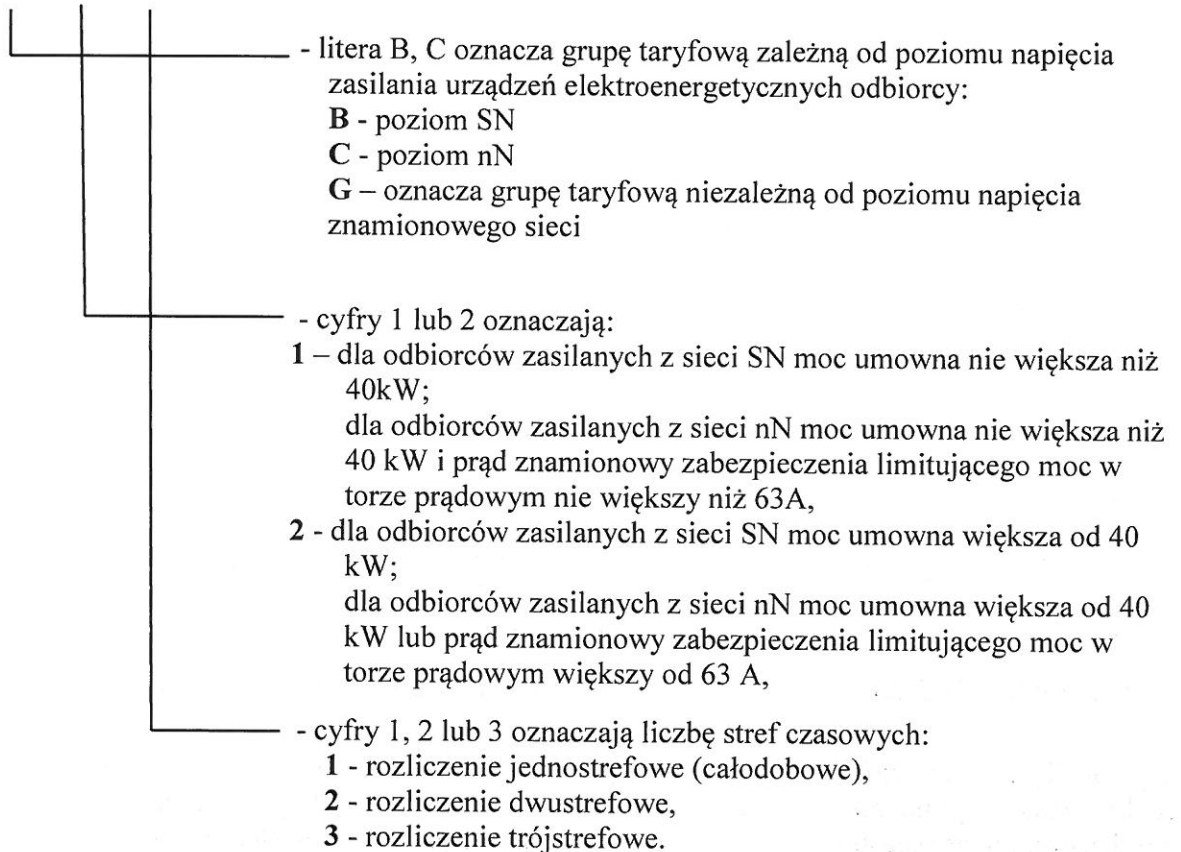 - litera B, C oznacza grupę taryfową zależną od poziomu napięcia
zasilania urządzeń elektroenergetycznych odbiorcy:
B - poziom SN
C - poziom nN
G – oznacza grupę taryfową niezależną od poziomu napięcia
znamionowego sieci
- cyfry 1 lub 2 oznaczają:
1 – dla odbiorców zasilanych z sieci SN moc umowna nie większa niż
40kW;
dla odbiorców zasilanych z sieci nN moc umowna nie większa niż
40 kW i prąd znamionowy zabezpieczenia limitującego moc w
torze prądowym nie większy niż 63A,
2 - dla odbiorców zasilanych z sieci SN moc umowna większa od 40
kW;
dla odbiorców zasilanych z sieci nN moc umowna większa od 40
kW lub prąd znamionowy zabezpieczenia limitującego moc w
torze prądowym większy od 63 A,
- cyfry 1, 2 lub 3 oznaczają liczbę stref czasowych:
1 - rozliczenie jednostrefowe (całodobowe),
2 - rozliczenie dwustrefowe,
3 - rozliczenie trójstrefowe.